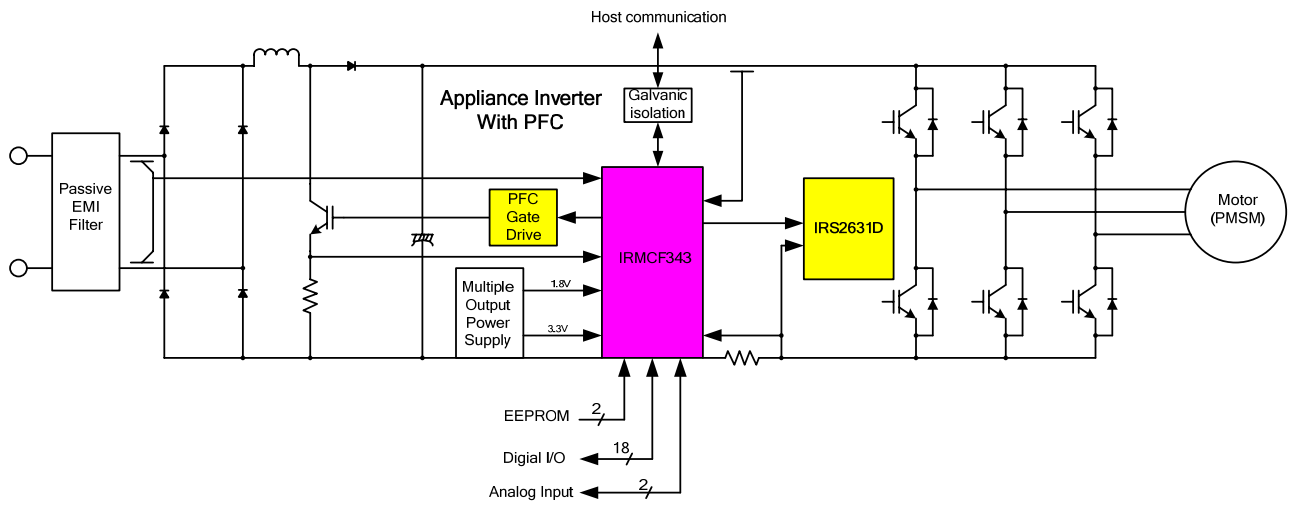 Host communication
Appliance Inverter
With PFC
Galvanic
isolation
Passive
EMI
Filter
PFC
Gate
Drive
IRMCF343
IRS2631D
Motor
(PMSM)
Multiple
Output
Power
Supply
1.8V
3.3V
EEPROM
2
Digial I/O
18
Analog Input
2